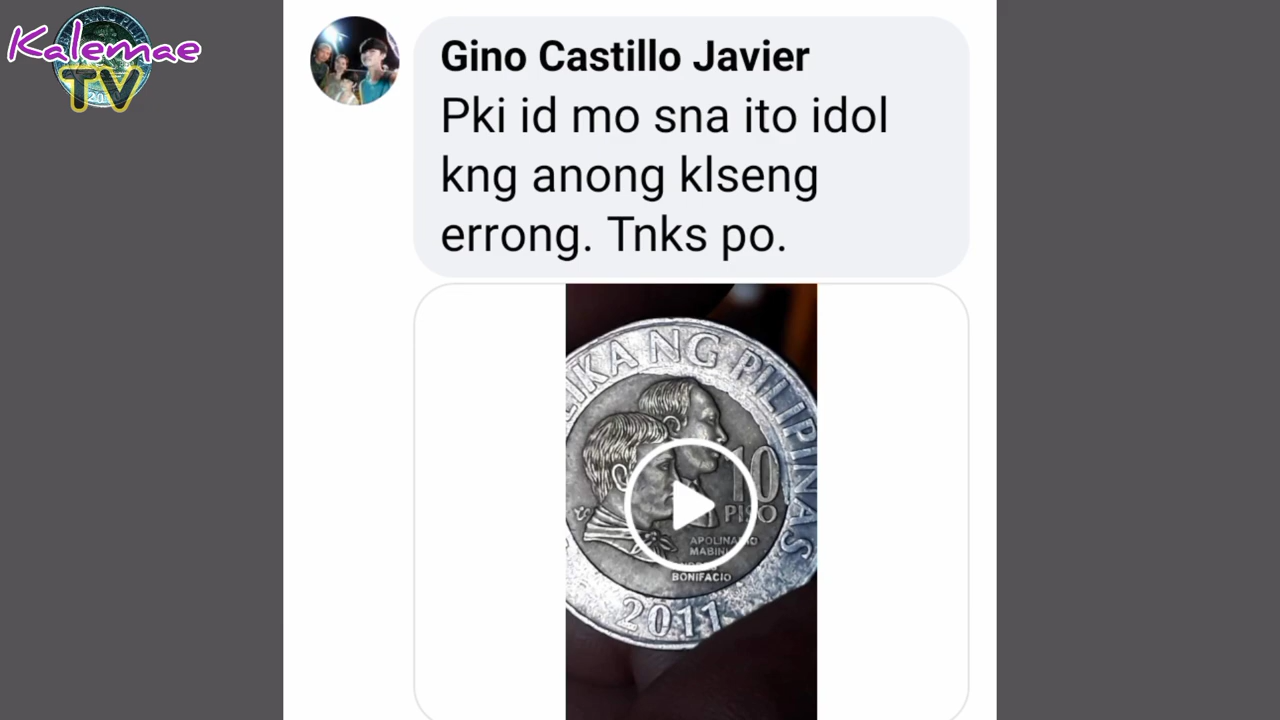 Kalemae
TV
Gino Castillo Javier
Pki id mo sna ito idol
kng anong klseng
errong. Tnks po.
LIKA NG PILIPINAS
10
PISO
APOLINARIO
MABINI
BONIFACIO
2011